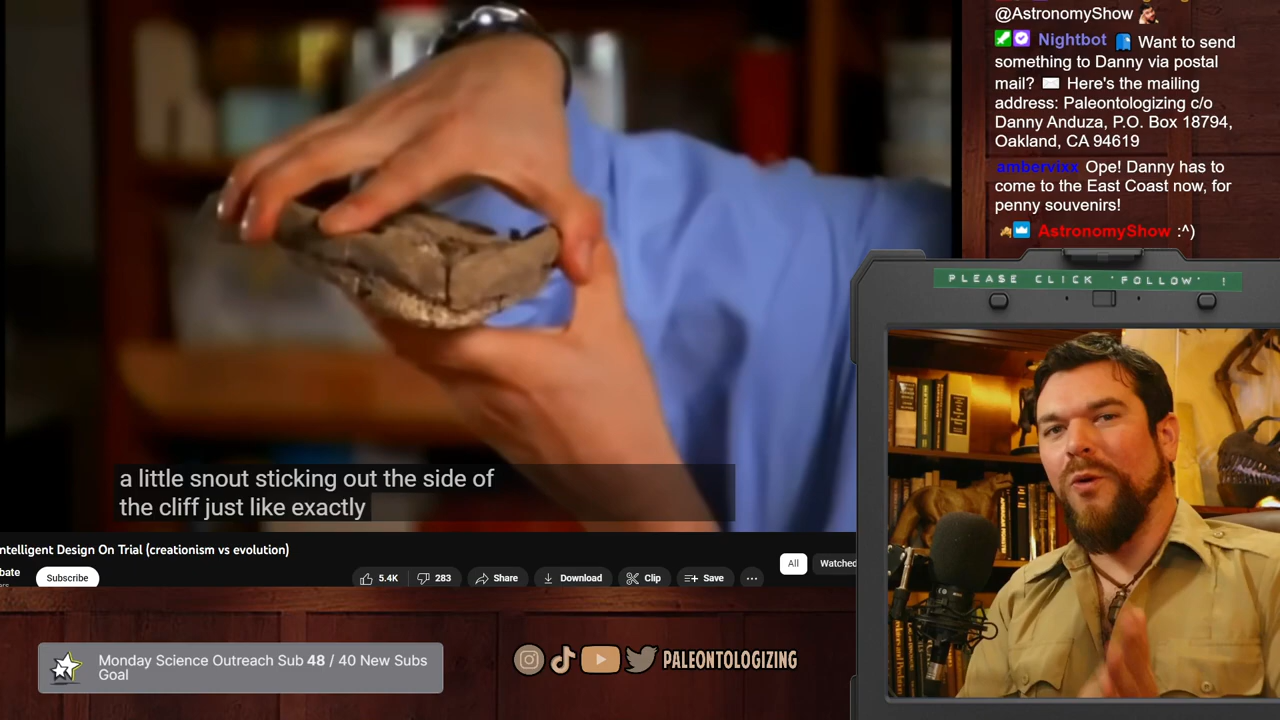 @AstronomyShow
Nightbot Want to send
something to Danny via postal
mail? Here's the mailing
address: Paleontologizing c/o
Danny Anduza, P.O. Box 18794,
Oakland, CA 94619
ambervixx Ope! Danny has to
come to the East Coast now, for
penny souvenirs!
AstronomyShow :^)
PLEASE CLICK 'FOLLOW' !
a little snout sticking out the side of
the cliff just like exactly
ntelligent Design On Trial (creationism vs evolution)
bate
Subscribe
5.4K
283
Share
Download
Clip
Save
...
All
Watched
Monday Science Outreach Sub 48 / 40 New Subs
Goal
PALEONTOLOGIZING